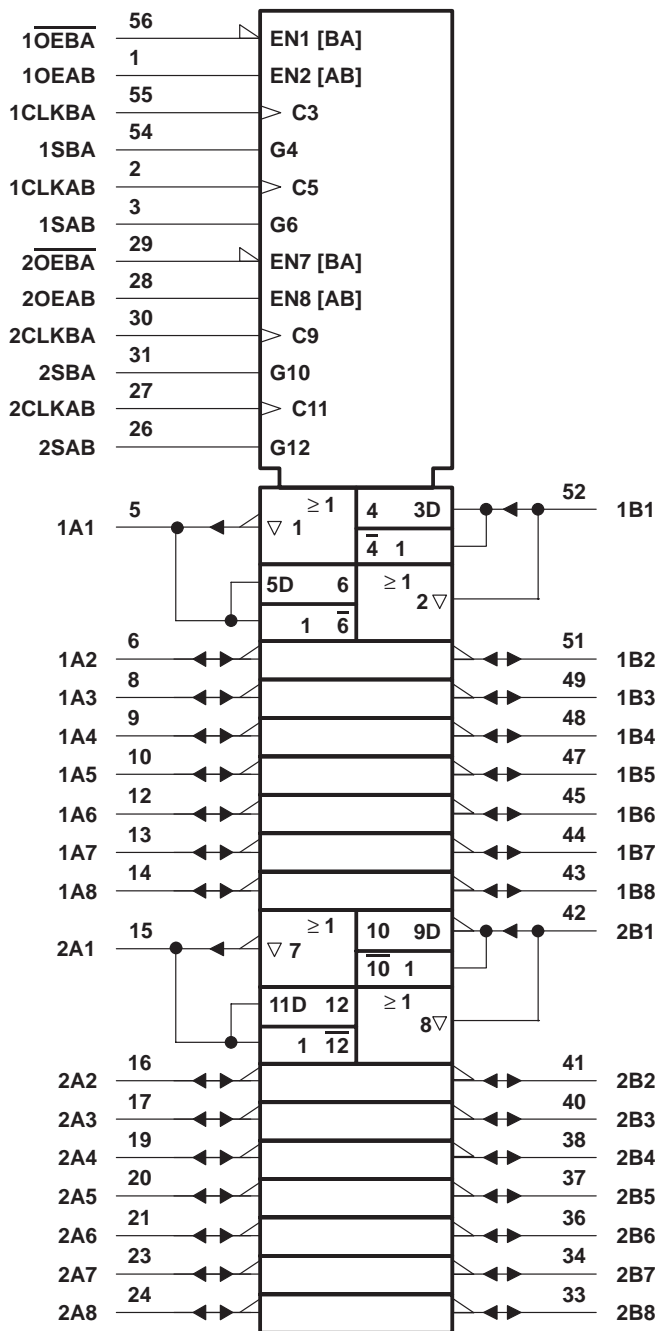 1O̅E̅B̅A̅ 56 EN1 [BA]
1OEAB 1 EN2 [AB]
1CLKBA 55 C3
1SBA 54 G4
1CLKAB 2 C5
1SAB 3 G6
2O̅E̅B̅A̅ 29 EN7 [BA]
2OEAB 28 EN8 [AB]
2CLKBA 30 C9
2SBA 31 G10
2CLKAB 27 C11
2SAB 26 G12
1A1 5 ≥ 1 ▽ 1 4 3D 52 1B1
4̅ 1
5D 6 ≥ 1 2 ▽
1 6̅
1A2 6 51 1B2
1A3 8 49 1B3
1A4 9 48 1B4
1A5 10 47 1B5
1A6 12 45 1B6
1A7 13 44 1B7
1A8 14 43 1B8
2A1 15 ≥ 1 ▽ 7 10 9D 42 2B1
1̅0̅ 1
11D 12 ≥ 1 8 ▽
1 1̅2̅
2A2 16 41 2B2
2A3 17 40 2B3
2A4 19 38 2B4
2A5 20 37 2B5
2A6 21 36 2B6
2A7 23 34 2B7
2A8 24 33 2B8